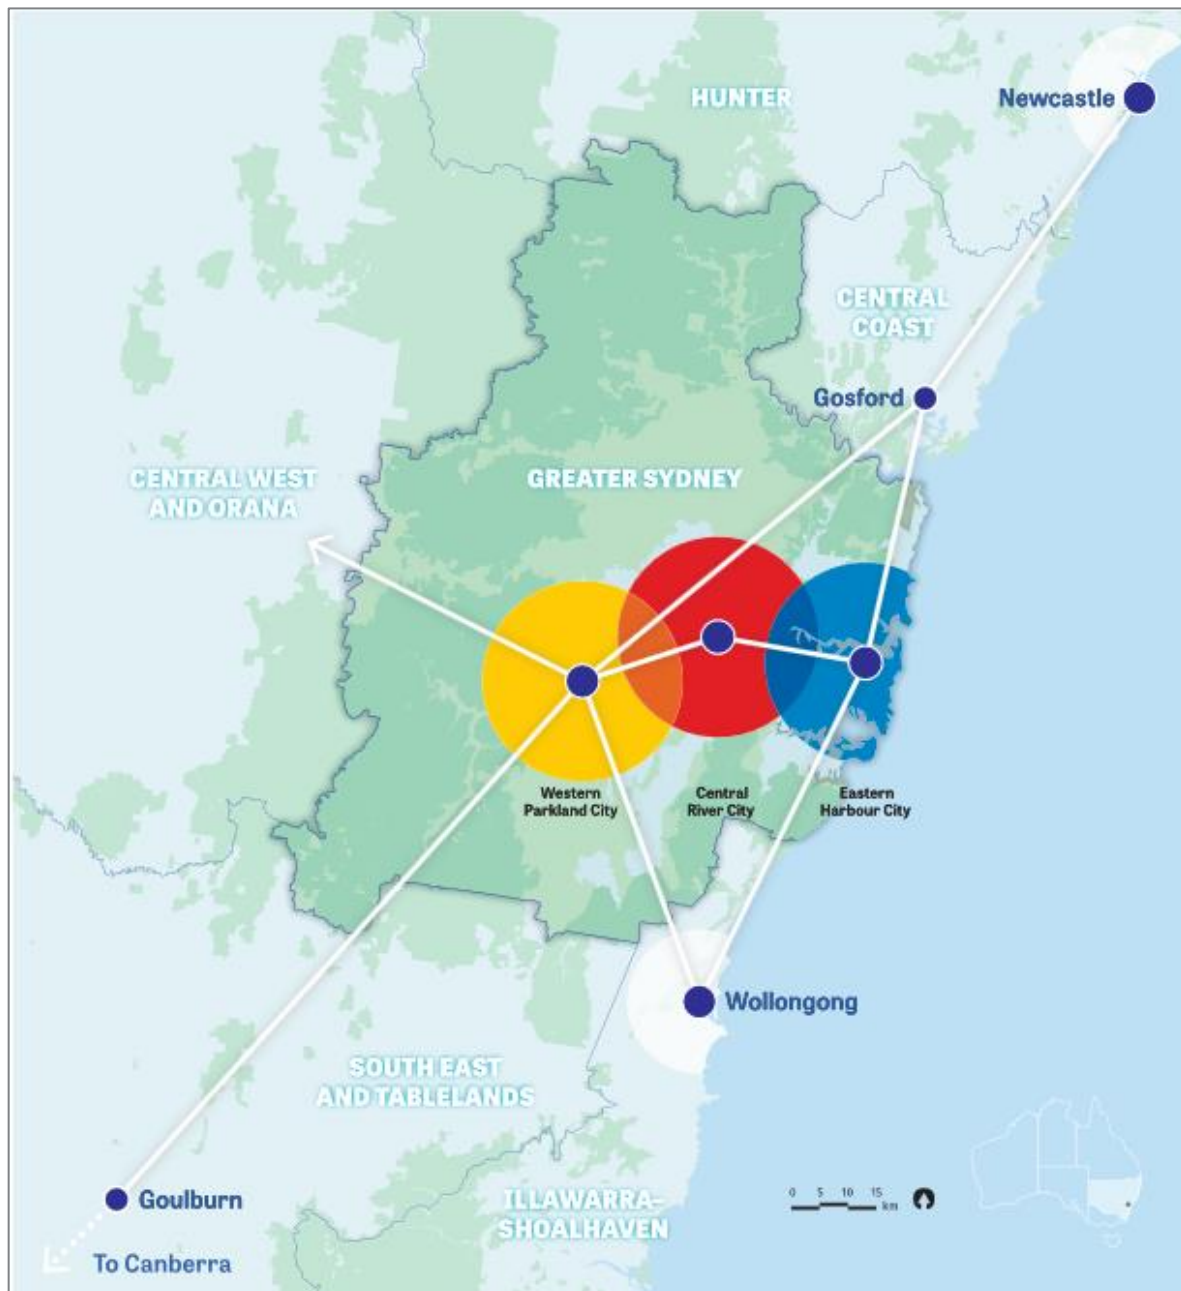 HUNTER
Newcastle
CENTRAL
COAST
Gosford
CENTRAL WEST
AND ORANA
GREATER SYDNEY
Western
Parkland City
Central
River City
Eastern
Harbour City
Wollongong
SOUTH EAST
AND TABLELANDS
Goulburn
ILLAWARRA–
SHOALHAVEN
0 5 10 15
km
To Canberra